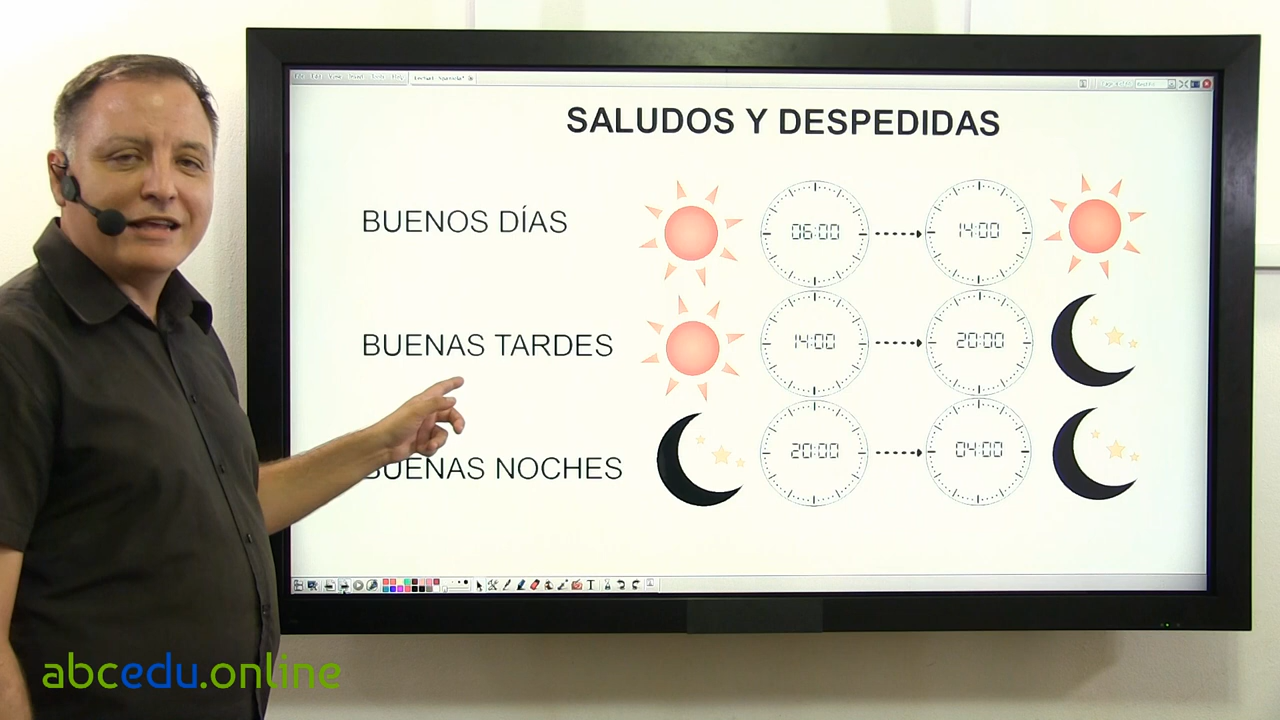 SALUDOS Y DESPEDIDAS
BUENOS DÍAS
06:00
14:00
BUENAS TARDES
14:00
20:00
BUENAS NOCHES
20:00
04:00
abcedu.online